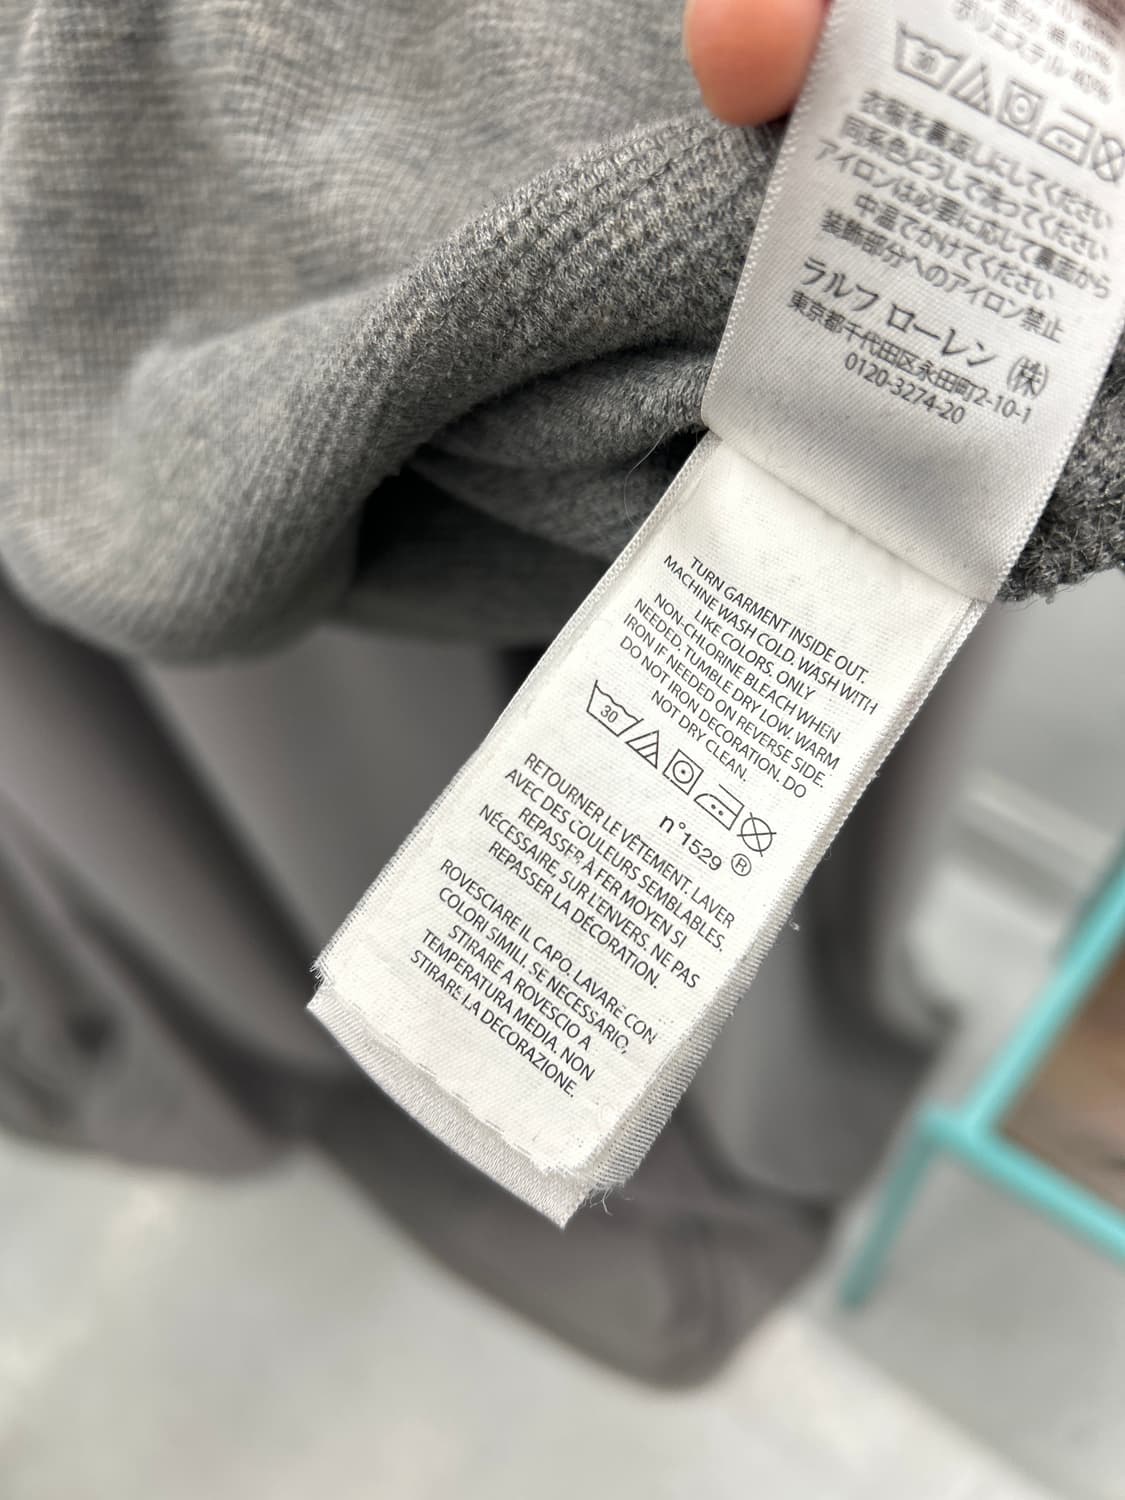 綿 60%
ポリエステル 40%
30
衣服を裏返しにしてください
同系色どうしで洗ってください
アイロンは必要に応じて裏面から
中温でかけてください
装飾部分へのアイロン禁止
ラルフ ローレン (株)
東京都千代田区永田町2-10-1
0120-3274-20
TURN GARMENT INSIDE OUT.
MACHINE WASH COLD. WASH WITH
LIKE COLORS. ONLY
NON-CHLORINE BLEACH WHEN
NEEDED. TUMBLE DRY LOW. WARM
IRON IF NEEDED ON REVERSE SIDE.
DO NOT IRON DECORATION. DO
NOT DRY CLEAN.
30
n°1529 ®
RETOURNER LE VÊTEMENT. LAVER
AVEC DES COULEURS SEMBLABLES.
REPASSER À FER MOYEN SI
NÉCESSAIRE, SUR L'ENVERS. NE PAS
REPASSER LA DÉCORATION.
ROVESCIARE IL CAPO. LAVARE CON
COLORI SIMILI. SE NECESSARIO,
STIRARE A ROVESCIO A
TEMPERATURA MEDIA. NON
STIRARE LA DECORAZIONE.